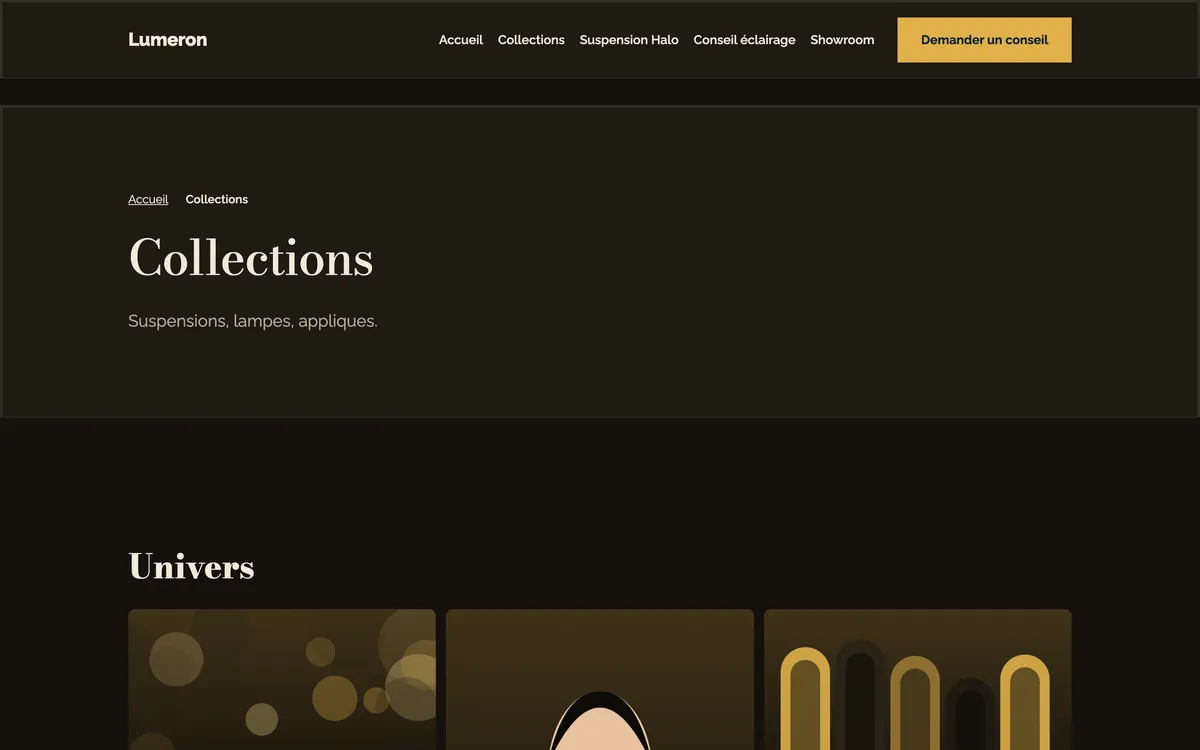 Lumeron
Accueil Collections Suspension Halo Conseil éclairage Showroom Demander un conseil
Accueil Collections
Collections
Suspensions, lampes, appliques.
Univers